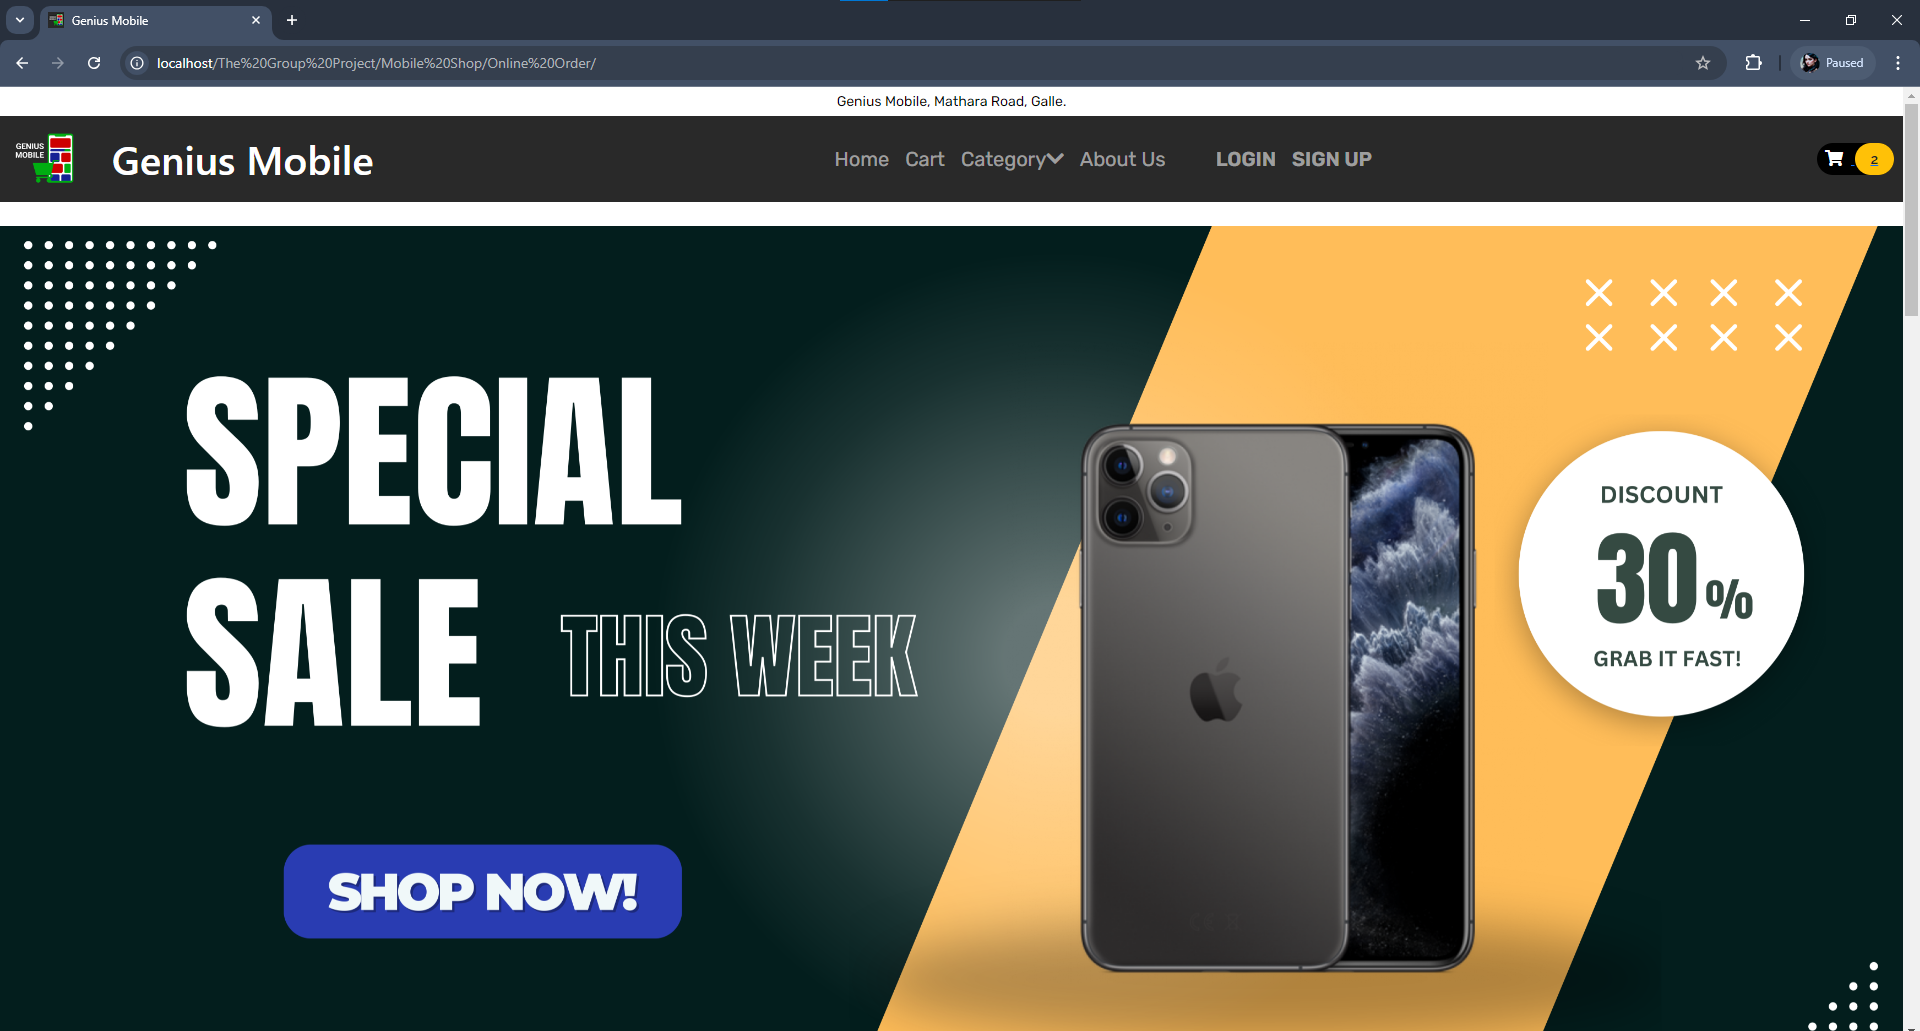 Genius Mobile
localhost/The%20Group%20Project/Mobile%20Shop/Online%20Order/
Paused
Genius Mobile, Mathara Road, Galle.
GENIUS
MOBILE
Genius Mobile
Home Cart Category About Us LOGIN SIGN UP
2
SPECIAL
SALE
THIS WEEK
DISCOUNT
30%
GRAB IT FAST!
SHOP NOW!